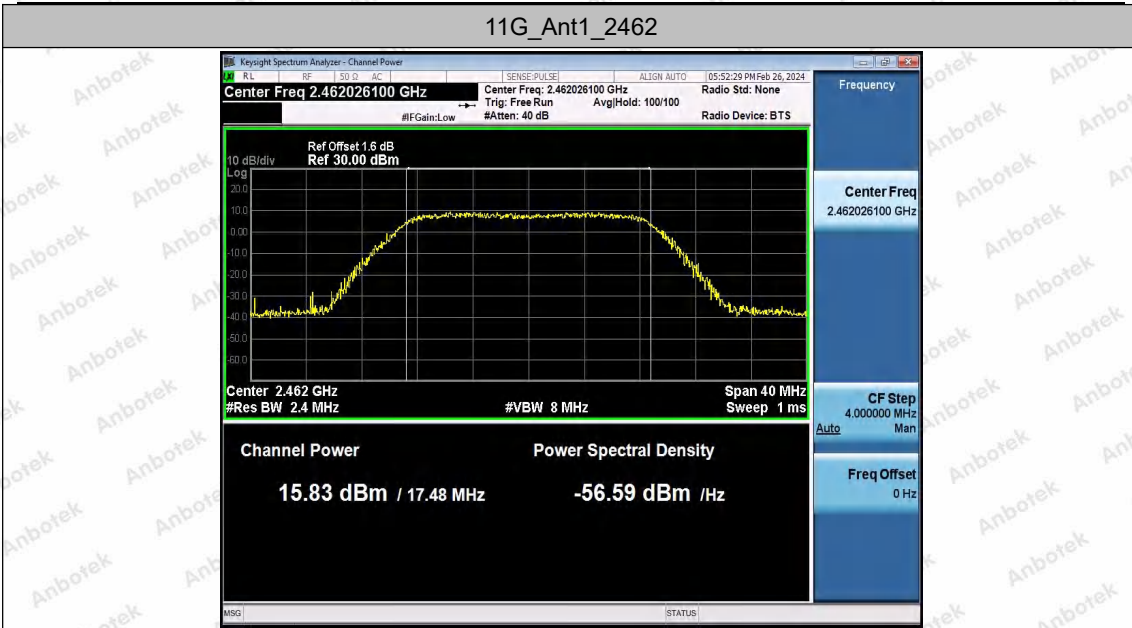 11G_Ant1_2462
Keysight Spectrum Analyzer - Channel Power
LXI RL RF 50 Ω AC SENSE:PULSE ALIGN AUTO 05:52:29 PM Feb 26, 2024
Center Freq 2.462026100 GHz Center Freq: 2.462026100 GHz Radio Std: None
Trig: Free Run Avg|Hold: 100/100
#IFGain:Low #Atten: 40 dB Radio Device: BTS
Frequency
Ref Offset 1.6 dB
10 dB/div Ref 30.00 dBm
Log
20.0
10.0
0.00
-10.0
-20.0
-30.0
-40.0
-50.0
-60.0
Center 2.462 GHz Span 40 MHz
#Res BW 2.4 MHz #VBW 8 MHz Sweep 1 ms
Center Freq
2.462026100 GHz
CF Step
4.000000 MHz
Auto Man
Freq Offset
0 Hz
Channel Power Power Spectral Density
15.83 dBm / 17.48 MHz -56.59 dBm /Hz
MSG STATUS
Anbotek